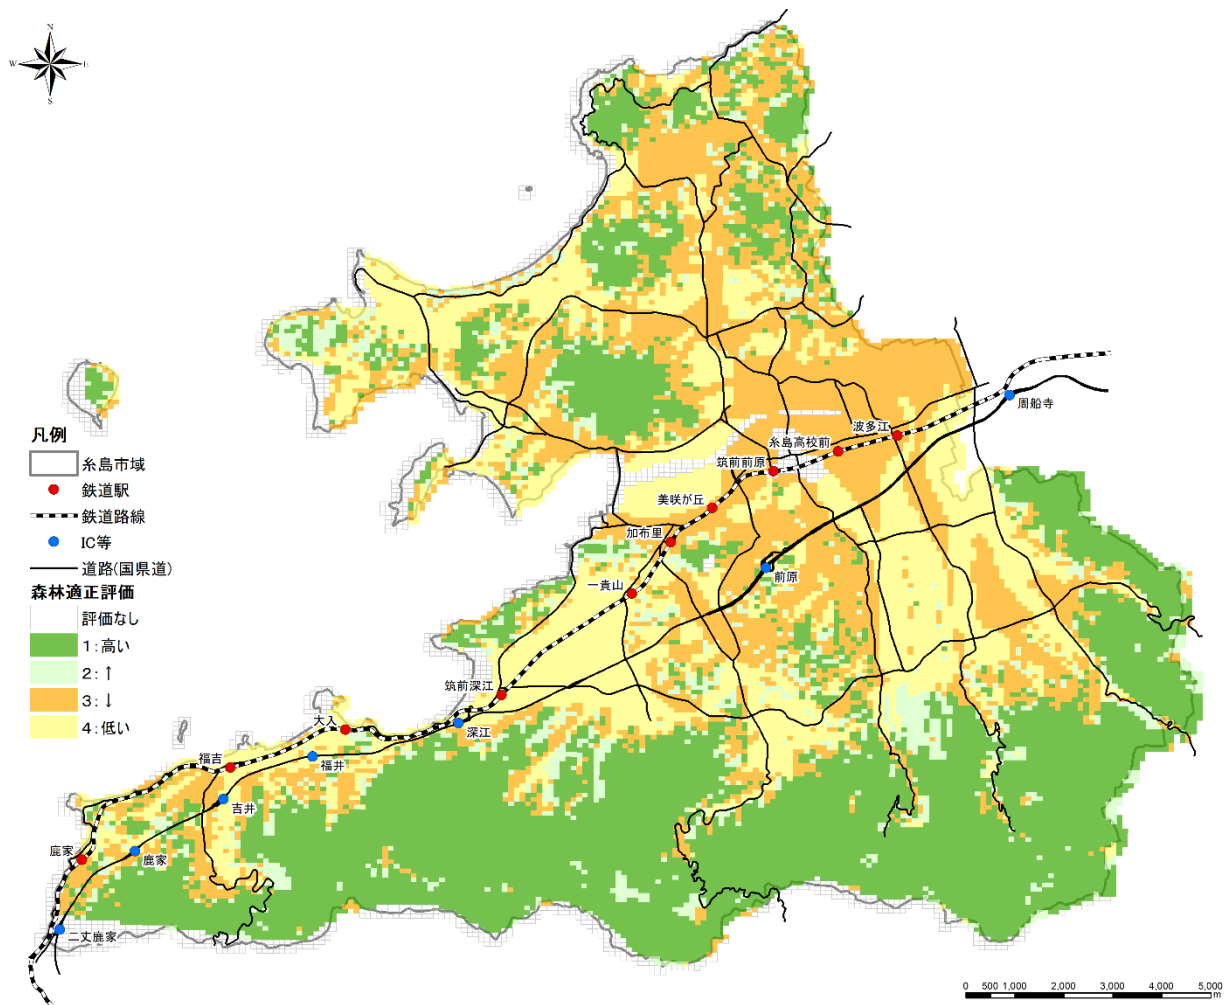 N
W
E
S
周船寺
波多江
糸島高校前
筑前前原
美咲が丘
加布里
前原
一貴山
筑前深江
深江
大入
福井
福吉
吉井
鹿家
鹿家
二丈鹿家
凡例
糸島市域
鉄道駅
鉄道路線
IC等
道路(国県道)
森林適正評価
評価なし
1:高い
2:↑
3:↓
4:低い
0 500 1,000 2,000 3,000 4,000 5,000
m